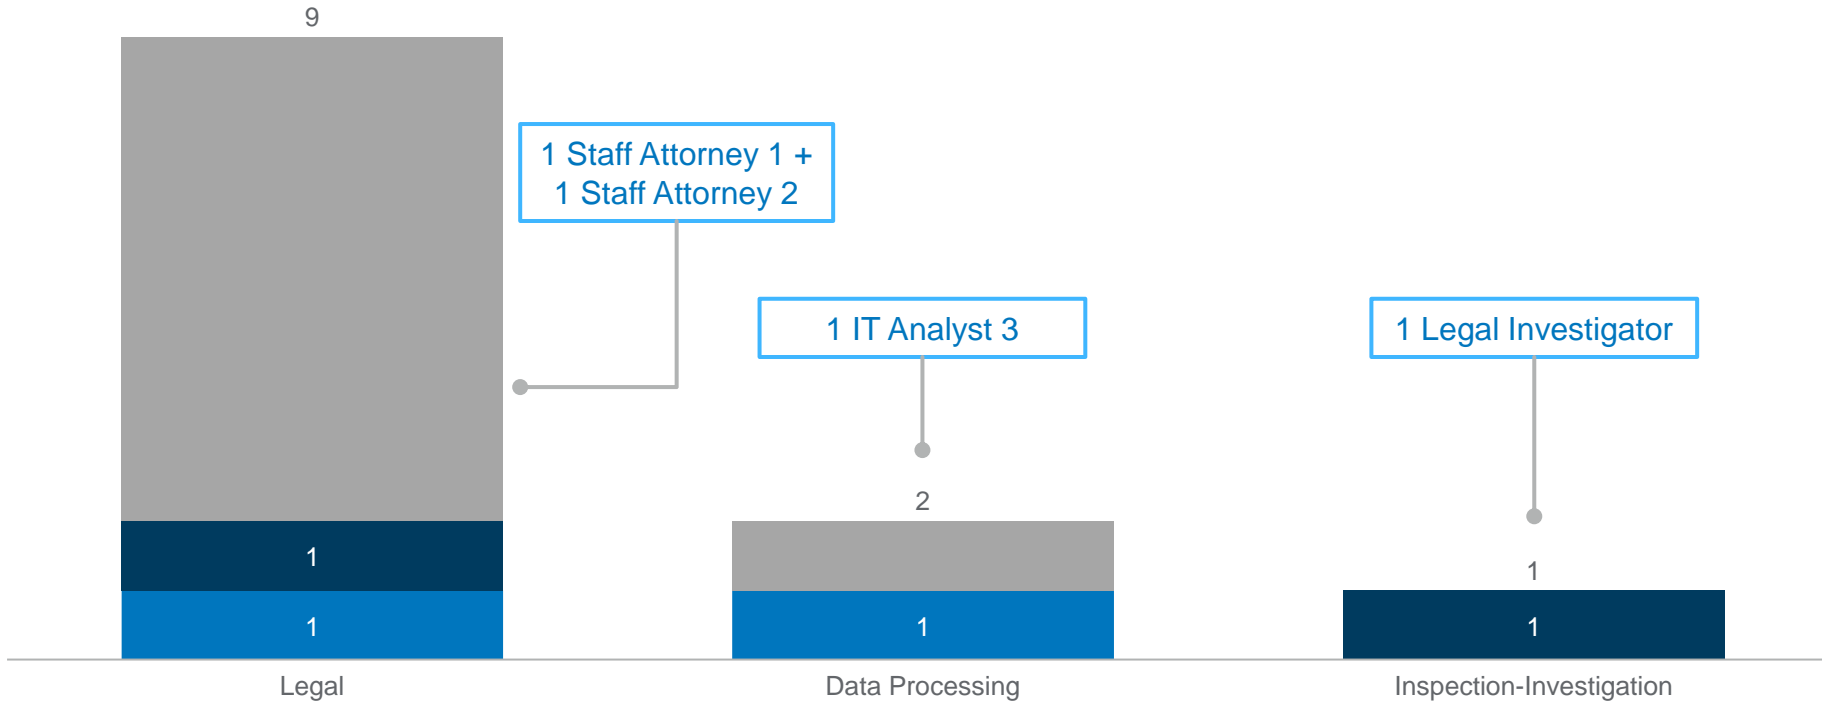 9
1 Staff Attorney 1 +
1 Staff Attorney 2
1 IT Analyst 3
1 Legal Investigator
2
1
1
1
1
1
1
Legal
Data Processing
Inspection-Investigation